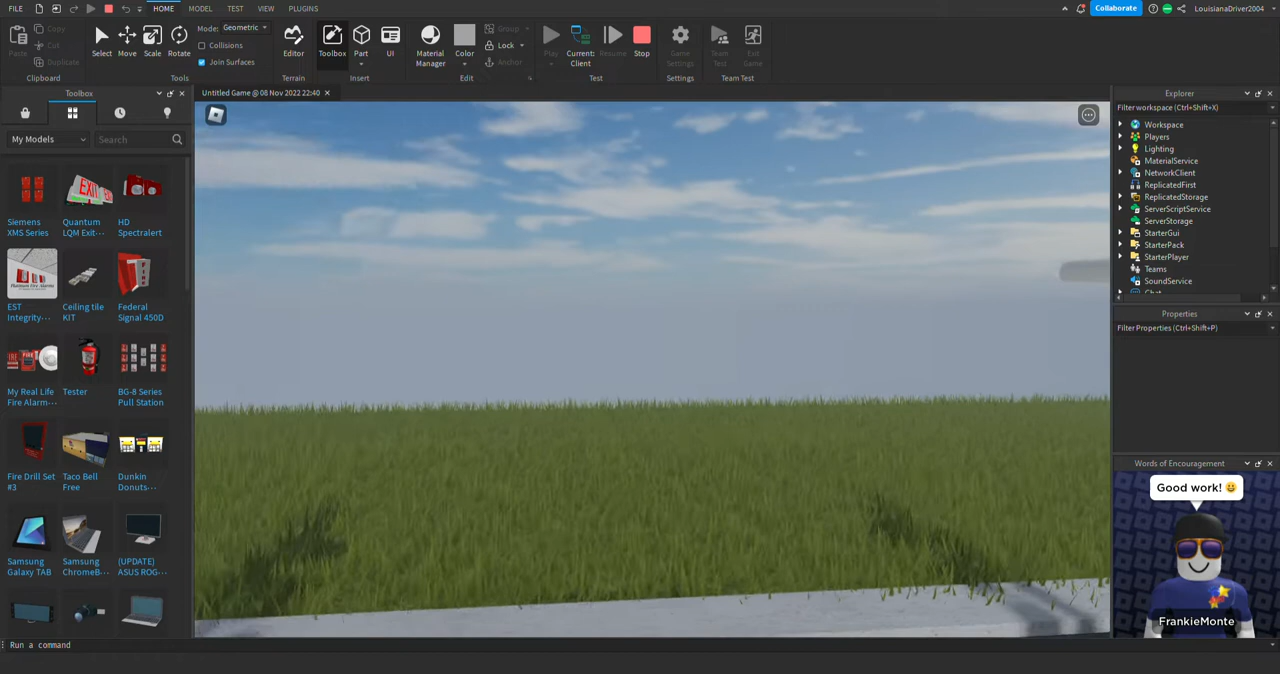 FILE
HOME
MODEL
TEST
VIEW
PLUGINS
Collaborate
LouisianaDriver2004
Paste
Copy
Cut
Duplicate
Clipboard
Select
Move
Scale
Rotate
Mode: Geometric
Collisions
Join Surfaces
Tools
Editor
Terrain
Toolbox
Part
UI
Insert
Material
Manager
Color
Group
Lock
Anchor
Edit
Play
Current:
Client
Resume
Stop
Test
Game
Settings
Settings
Team
Test
Exit
Game
Team Test
Toolbox
My Models
Search
Siemens
XMS Series
Quantum
LQM Exit-··
HD
Spectralert
EXIT
EST
Integrity-··
Ceiling tile
KIT
Federal
Signal 450D
FIRE
My Real Life
Fire Alarm-··
Tester
BG-8 Series
Pull Station
Fire Drill Set
#3
Taco Bell
Free
Dunkin
Donuts-··
Samsung
Galaxy TAB
Samsung
ChromeB-··
(UPDATE)
ASUS ROG-··
Untitled Game @ 08 Nov 2022 22:40
Explorer
Filter workspace (Ctrl+Shift+X)
Workspace
Players
Lighting
MaterialService
NetworkClient
ReplicatedFirst
ReplicatedStorage
ServerScriptService
ServerStorage
StarterGui
StarterPack
StarterPlayer
Teams
SoundService
Chat
Properties
Filter Properties (Ctrl+Shift+P)
Words of Encouragement
Good work! 😃
FrankieMonte
Run a command